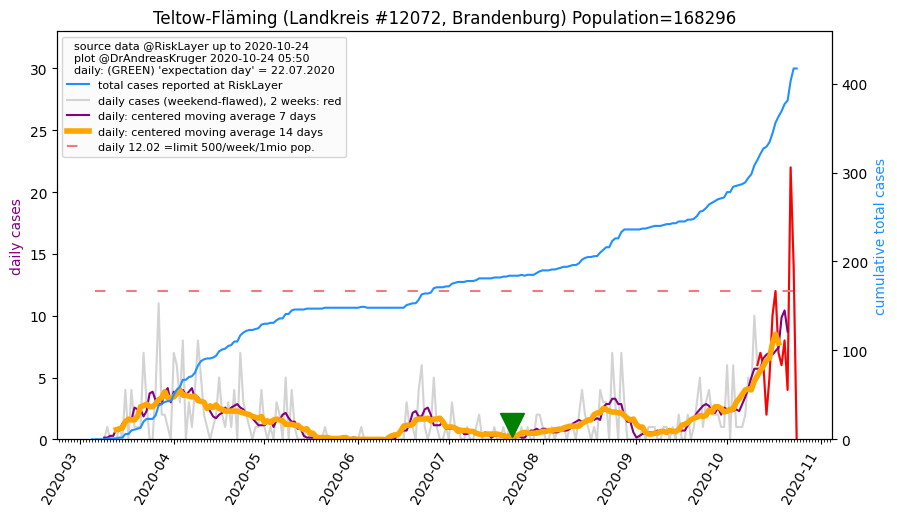 Teltow-Fläming (Landkreis #12072, Brandenburg) Population=168296
source data @RiskLayer up to 2020-10-24
plot @DrAndreasKruger 2020-10-24 05:50
daily: (GREEN) 'expectation day' = 22.07.2020
total cases reported at RiskLayer
daily cases (weekend-flawed), 2 weeks: red
daily: centered moving average 7 days
daily: centered moving average 14 days
daily 12.02 =limit 500/week/1mio pop.
daily cases
30
25
20
15
10
5
0
cumulative total cases
400
300
200
100
0
2020-03
2020-04
2020-05
2020-06
2020-07
2020-08
2020-09
2020-10
2020-11